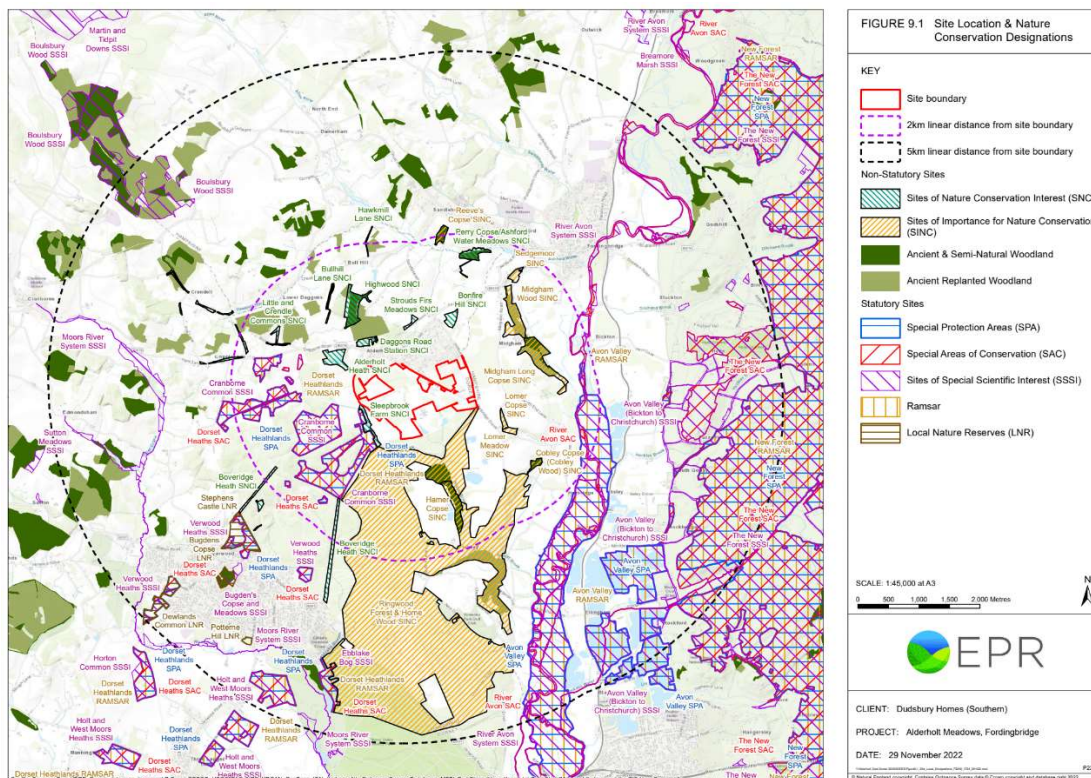 Martin and
Tidpit
Downs SSSI
Boulsbury
Wood SSSI
Boulsbury
Wood SSSI
Boulsbury
Wood SSSI
River Avon
System SSSI
River
Avon SAC
Breamore
Marsh SSSI
New Forest
RAMSAR
The New
Forest SAC
New
Forest
SPA
The New
Forest SSSI
Hawkmill
Lane SNCI
Reeve's
Copse SINC
Perry Copse/Ashford
Water Meadows SNCI
River Avon
System SSSI
Sedgemoor
SINC
Bullhill
Lane SNCI
Highwood SNCI
Strouds Firs
Meadows SNCI
Bonfire
Hill SNCI
Midgham
Wood SINC
Little and
Crendle
Commons SNCI
Daggons Road
Station SNCI
Alderholt
Heath SNCI
Moors River
System SSSI
Cranborne
Common SSSI
Dorset
Heathlands
RAMSAR
Midgham Long
Copse SINC
Avon Valley
RAMSAR
The New
Forest SAC
Sleepbrook
Farm SNCI
Lomer
Copse
SINC
Dorset
Heaths SAC
Dorset
Heathlands
SPA
Cranborne
Common
SSSI
Dorset
Heathlands
SPA
Lomer
Meadow
SINC
River
Avon SAC
Avon Valley
(Bickton to
Christchurch) SSSI
Cobley Copse
(Cobley
Wood) SINC
New Forest
RAMSAR
New
Forest
SPA
Sutton
Meadows
SSSI
Boveridge
Heath SNCI
Dorset Heathlands
RAMSAR
Cranborne
Common SSSI
Hamer
Copse
SINC
Stephens
Castle LNR
Dorset
Heaths SAC
Verwood
Heaths SSSI
Bugdens
Copse LNR
Dorset
Heathlands
SPA
Verwood
Heaths
SSSI
Boveridge
Heath SNCI
Avon Valley
(Bickton to
Christchurch) SSSI
The New
Forest SAC
The New
Forest SSSI
Avon
Valley SPA
Verwood
Heaths
SSSI
Dorset
Heaths SAC
Dorset
Heaths SAC
Avon Valley
RAMSAR
Dewlands
Common LNR
Bugden's
Copse and
Meadows SSSI
Potterne
Hill LNR
Moors River
System SSSI
Ringwood
Forest & Home
Wood SINC
Horton
Common SSSI
Dorset
Heathlands
SPA
Dorset
Heathlands
SPA
Ebblake
Bog SSSI
Avon
Valley
SPA
Dorset Heathlands
RAMSAR
Dorset
Heathlands
RAMSAR
Dorset
Heaths SAC
Holt and
West Moors
Heaths SSSI
Dorset
Heaths SAC
River
Avon SAC
Avon Valley
(Bickton to
Christchurch) SSSI
Avon
Valley SPA
Holt and
West Moors
Heaths SSSI
Dorset
Heathlands
SPA
Dorset
Heaths SAC
Dorset
Heathlands
RAMSAR
Holt and
West Moors
Heaths SSSI
Moors River
System SSSI
River Avon
System SSSI
The New
Forest SAC
The New
Forest SSSI
Dorset Heathlands RAMSAR
FIGURE 9.1 Site Location & Nature
Conservation Designations
KEY
Site boundary
2km linear distance from site boundary
5km linear distance from site boundary
Non-Statutory Sites
Sites of Nature Conservation Interest (SNC
Sites of Importance for Nature Conservation
(SINC)
Ancient & Semi-Natural Woodland
Ancient Replanted Woodland
Statutory Sites
Special Protection Areas (SPA)
Special Areas of Conservation (SAC)
Sites of Special Scientific Interest (SSSI)
Ramsar
Local Nature Reserves (LNR)
SCALE: 1:45,000 at A3
0 500 1,000 2,000 Metres
N
EPR
CLIENT: Dudsbury Homes (Southern)
PROJECT: Alderholt Meadows, Fordingbridge
DATE: 29 November 2022